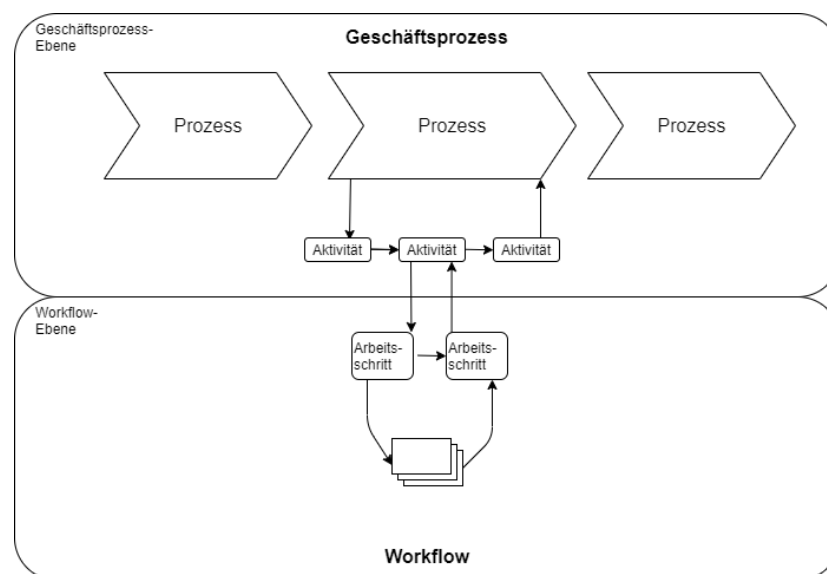 Geschäftsprozess-
Ebene
Geschäftsprozess
Prozess
Prozess
Prozess
Aktivität
Aktivität
Aktivität
Workflow-
Ebene
Arbeits-
schritt
Arbeits-
schritt
Workflow